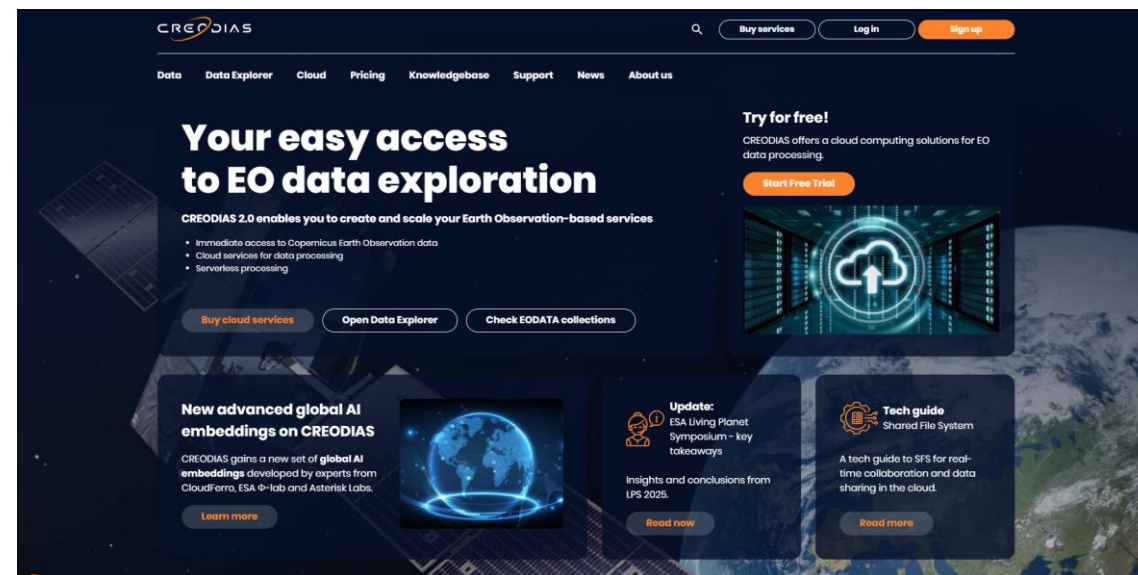 CREODIAS
Buy services
Log in
Sign up
Data
Data Explorer
Cloud
Pricing
Knowledgebase
Support
News
About us
Your easy access
to EO data exploration
CREODIAS 2.0 enables you to create and scale your Earth Observation-based services
• Immediate access to Copernicus Earth Observation data
• Cloud services for data processing
• Serverless processing
Buy cloud services
Open Data Explorer
Check EODATA collections
Try for free!
CREODIAS offers a cloud computing solutions for EO
data processing.
Start Free Trial
New advanced global AI
embeddings on CREODIAS
CREODIAS gains a new set of global AI
embeddings developed by experts from
CloudFerro, ESA Φ-lab and Asterisk Labs.
Learn more
Update:
ESA Living Planet
Symposium - key
takeaways
Insights and conclusions from
LPS 2025.
Read now
Tech guide
Shared File System
A tech guide to SFS for real-
time collaboration and data
sharing in the cloud.
Read more